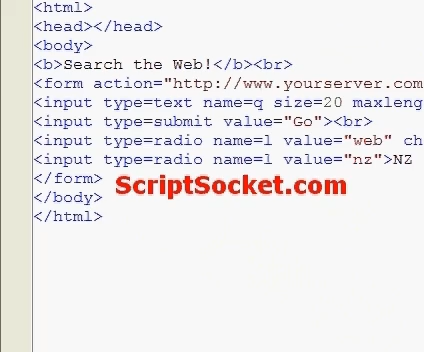 <html>
<head></head>
<body>
<b>Search the Web!</b><br>
<form action="http://www.yourserver.com
<input type=text name=q size=20 maxleng
<input type=submit value="Go"><br>
<input type=radio name=l value="web" ch
<input type=radio name=l value="nz">NZ
</form>
ScriptSocket.com
</body>
</html>